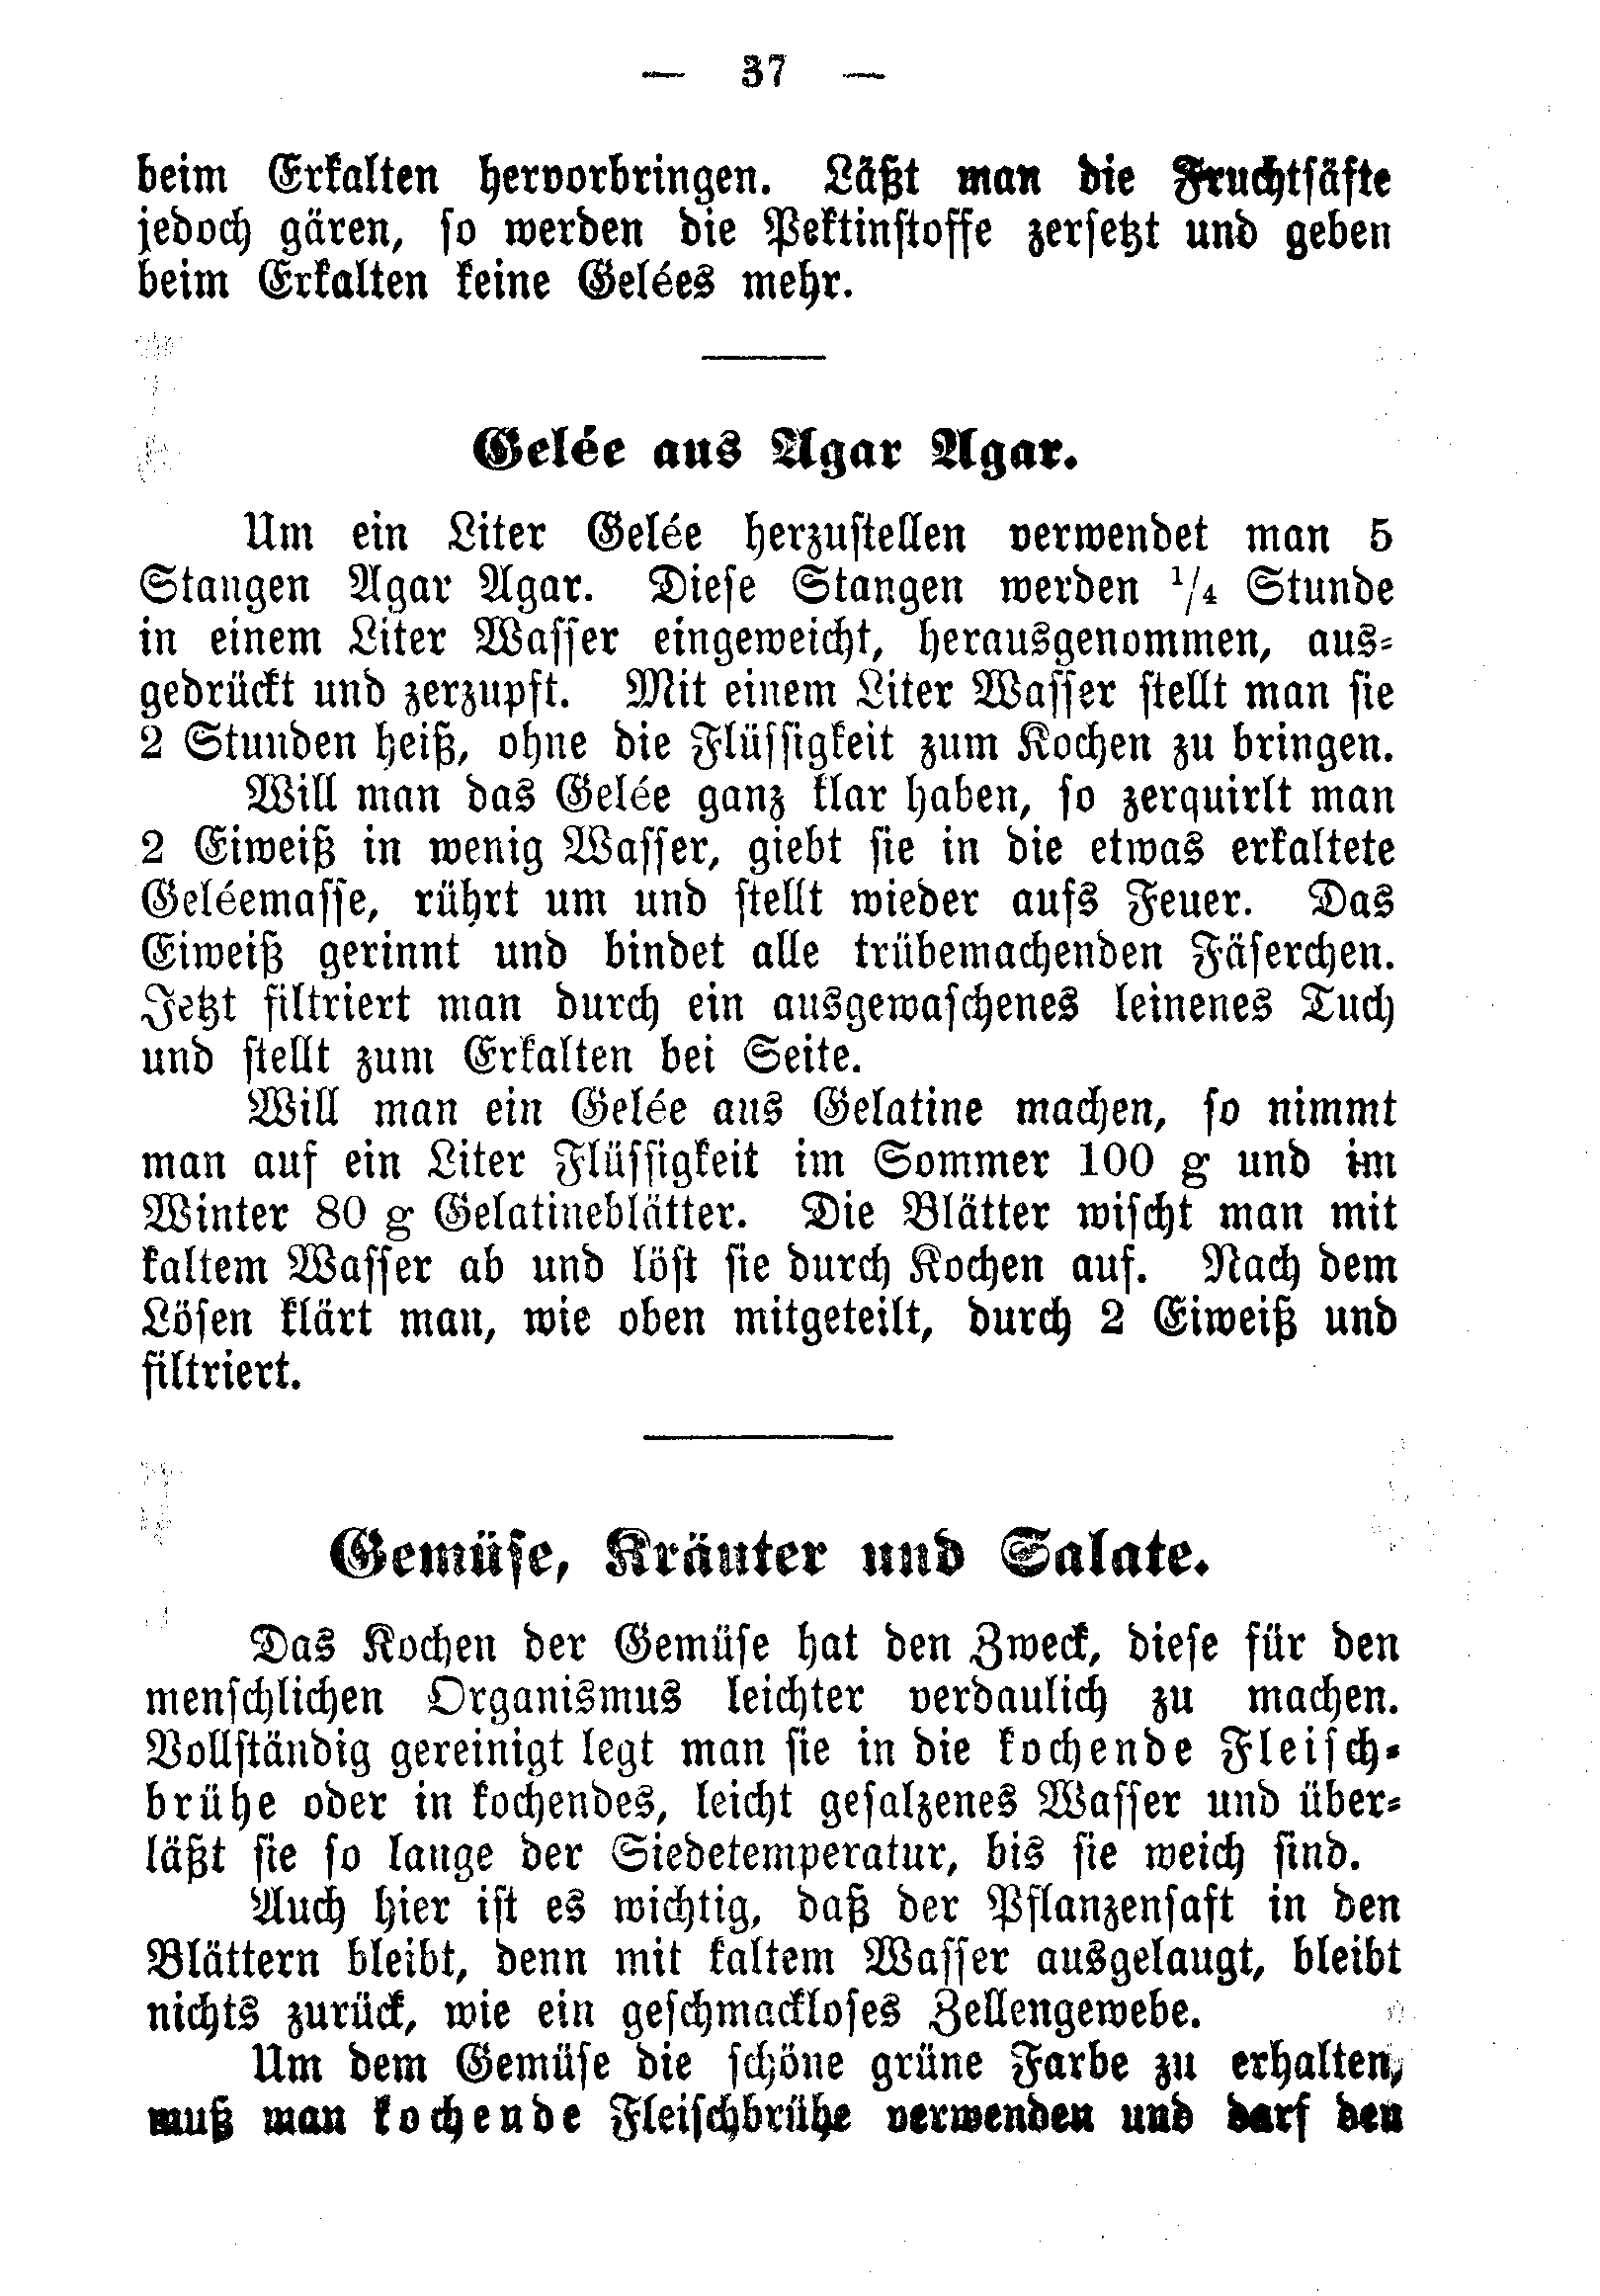 — 37 —
beim Erkalten hervorbringen. Läßt man die Fruchtsäfte
jedoch gären, so werden die Pektinstoffe zersetzt und geben
beim Erkalten keine Gelées mehr.
Gelée aus Agar Agar.
Um ein Liter Gelée herzustellen verwendet man 5
Stangen Agar Agar. Diese Stangen werden 1/4 Stunde
in einem Liter Wasser eingeweicht, herausgenommen, aus-
gedrückt und zerzupft. Mit einem Liter Wasser stellt man sie
2 Stunden heiß, ohne die Flüssigkeit zum Kochen zu bringen.
Will man das Gelée ganz klar haben, so zerquirlt man
2 Eiweiß in wenig Wasser, giebt sie in die etwas erkaltete
Geléemasse, rührt um und stellt wieder aufs Feuer. Das
Eiweiß gerinnt und bindet alle trübemachenden Fäserchen.
Jetzt filtriert man durch ein ausgewaschenes leinenes Tuch
und stellt zum Erkalten bei Seite.
Will man ein Gelée aus Gelatine machen, so nimmt
man auf ein Liter Flüssigkeit im Sommer 100 g und im
Winter 80 g Gelatineblätter. Die Blätter wischt man mit
kaltem Wasser ab und löst sie durch Kochen auf. Nach dem
Lösen klärt man, wie oben mitgeteilt, durch 2 Eiweiß und
filtriert.
Gemüse, Kräuter und Salate.
Das Kochen der Gemüse hat den Zweck, diese für den
menschlichen Organismus leichter verdaulich zu machen.
Vollständig gereinigt legt man sie in die kochende Fleisch-
brühe oder in kochendes, leicht gesalzenes Wasser und über-
läßt sie so lange der Siedetemperatur, bis sie weich sind.
Auch hier ist es wichtig, daß der Pflanzensaft in den
Blättern bleibt, denn mit kaltem Wasser ausgelaugt, bleibt
nichts zurück, wie ein geschmackloses Zellengewebe.
Um dem Gemüse die schöne grüne Farbe zu erhalten,
muß man kochende Fleischbrühe verwenden und darf den